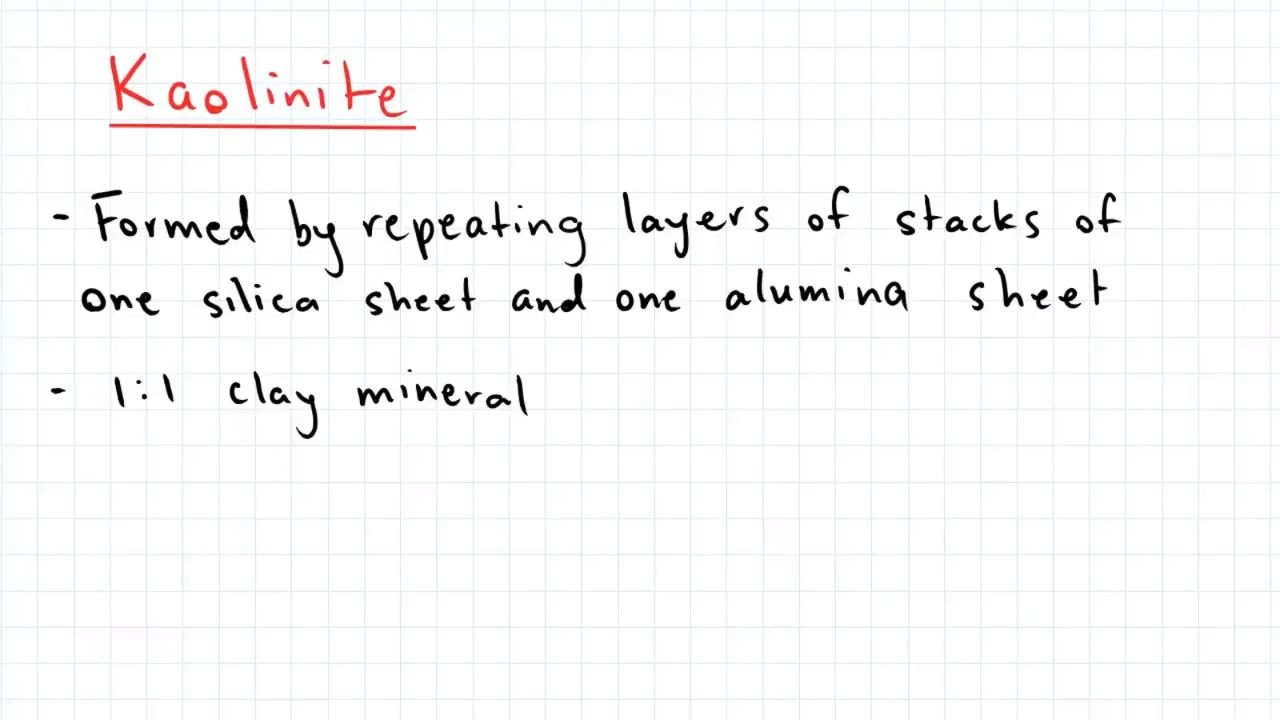 Kaolinite
- Formed by repeating layers of stacks of
one silica sheet and one alumina sheet
- 1:1 clay mineral